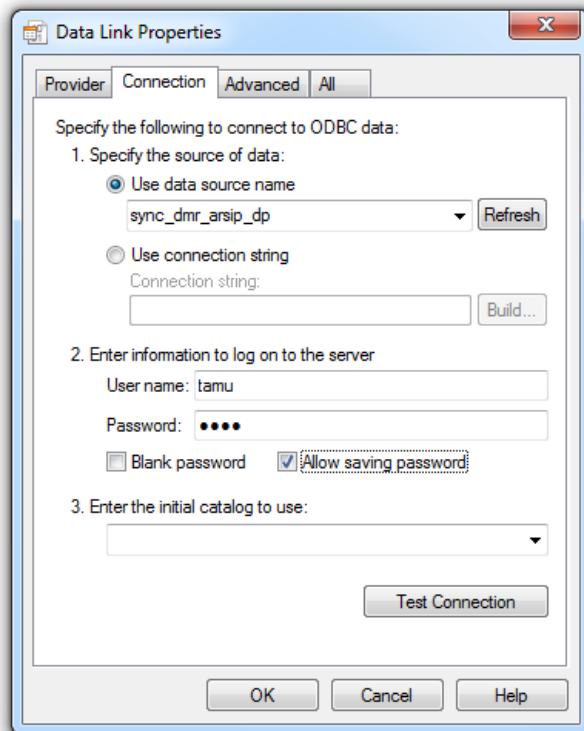 Data Link Properties
Provider Connection Advanced All
Specify the following to connect to ODBC data:
1. Specify the source of data:
Use data source name
sync_dmr_arsip_dp Refresh
Use connection string
Connection string:
Build...
2. Enter information to log on to the server
User name: tamu
Password: ●●●●
Blank password Allow saving password
3. Enter the initial catalog to use:
Test Connection
OK Cancel Help